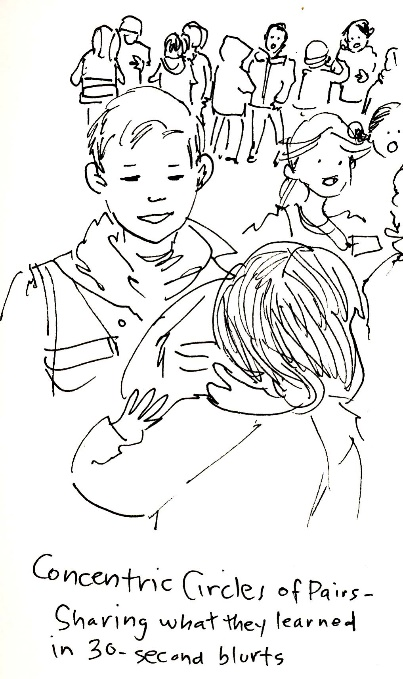 Concentric Circles of Pairs-
Sharing what they learned
in 30-second blurts